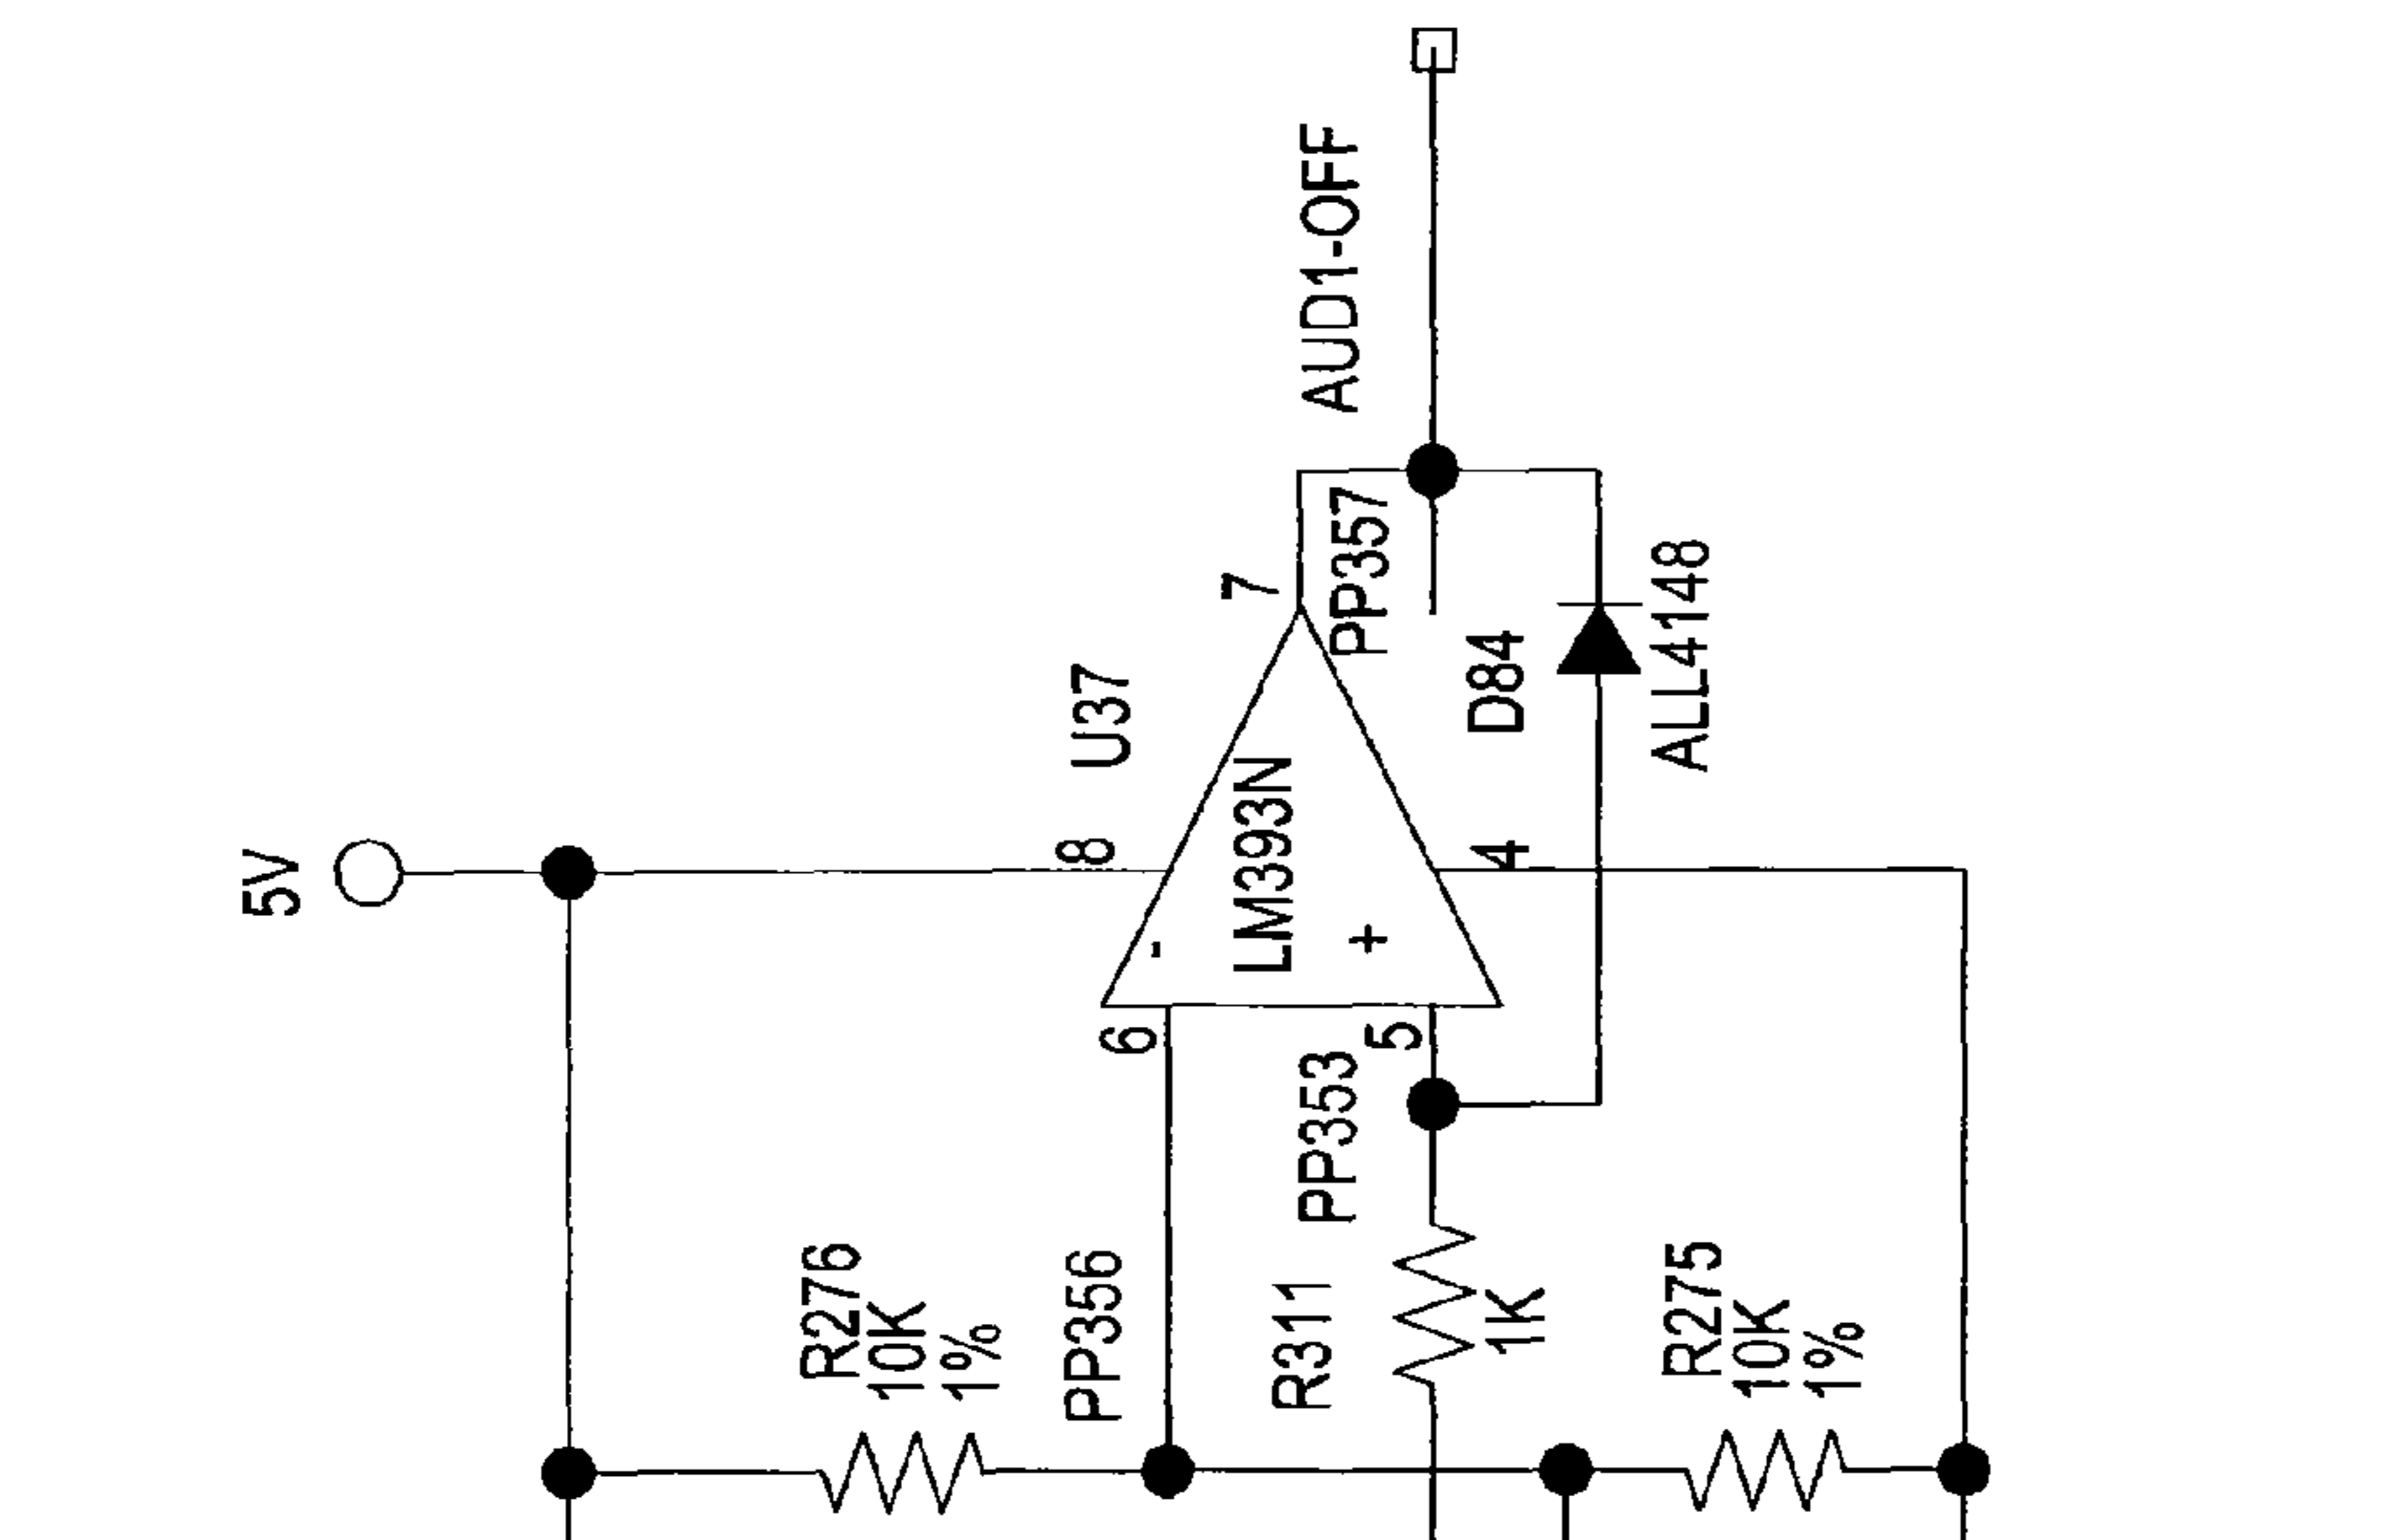 5V
AUD1-OFF
7
PP357
U37
D84
ALL4148
8
LM393N
4
-
+
6
5
PP353
R276
10K
1%
PP356
R311
1K
R275
10K
1%